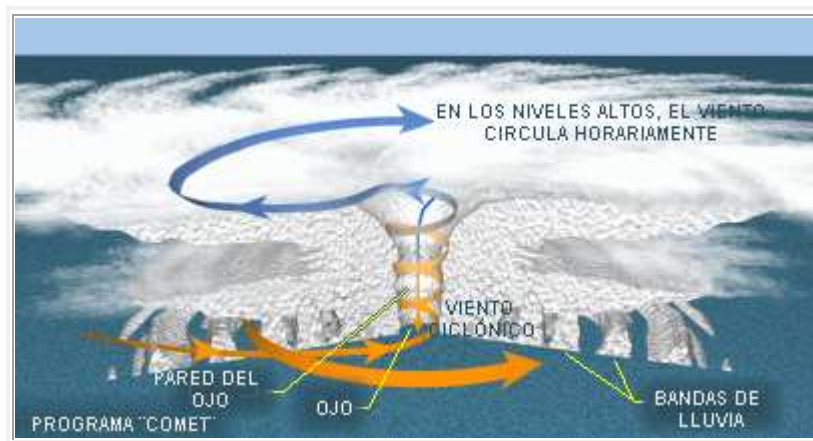 EN LOS NIVELES ALTOS, EL VIENTO
CIRCULA HORARIAMENTE
VIENTO
CICLÓNICO
PARED DEL
OJO
OJO
BANDAS DE
LLUVIA
PROGRAMA "COMET"